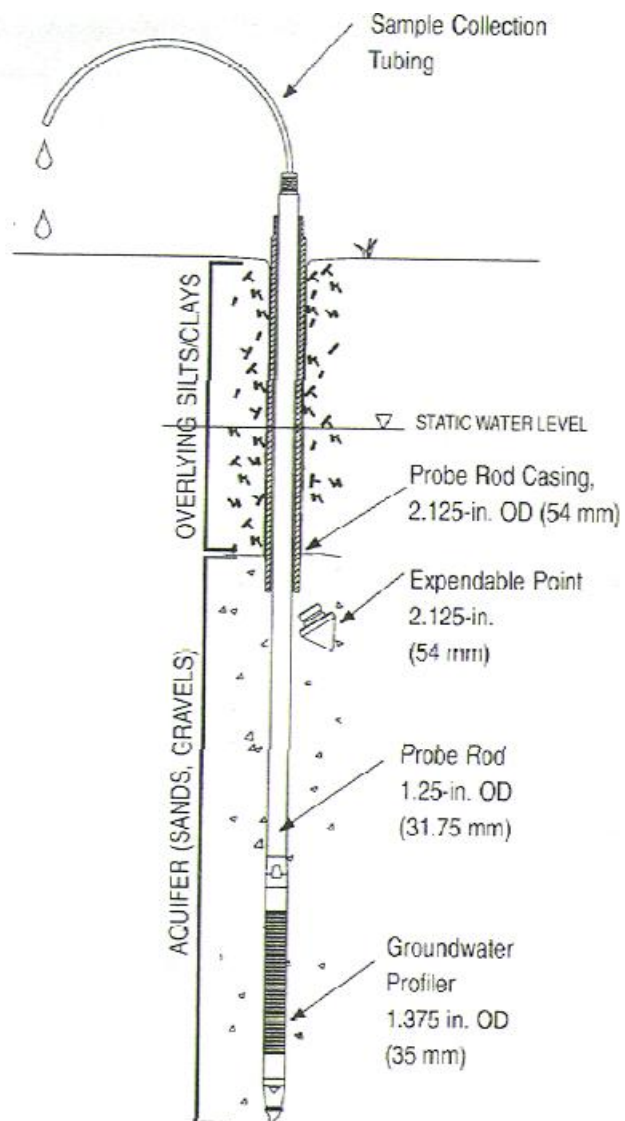 Sample Collection
Tubing
OVERLYING SILTS/CLAYS
STATIC WATER LEVEL
Probe Rod Casing,
2.125-in. OD (54 mm)
Expendable Point
2.125-in.
(54 mm)
AQUIFER (SANDS, GRAVELS)
Probe Rod
1.25-in. OD
(31.75 mm)
Groundwater
Profiler
1.375 in. OD
(35 mm)